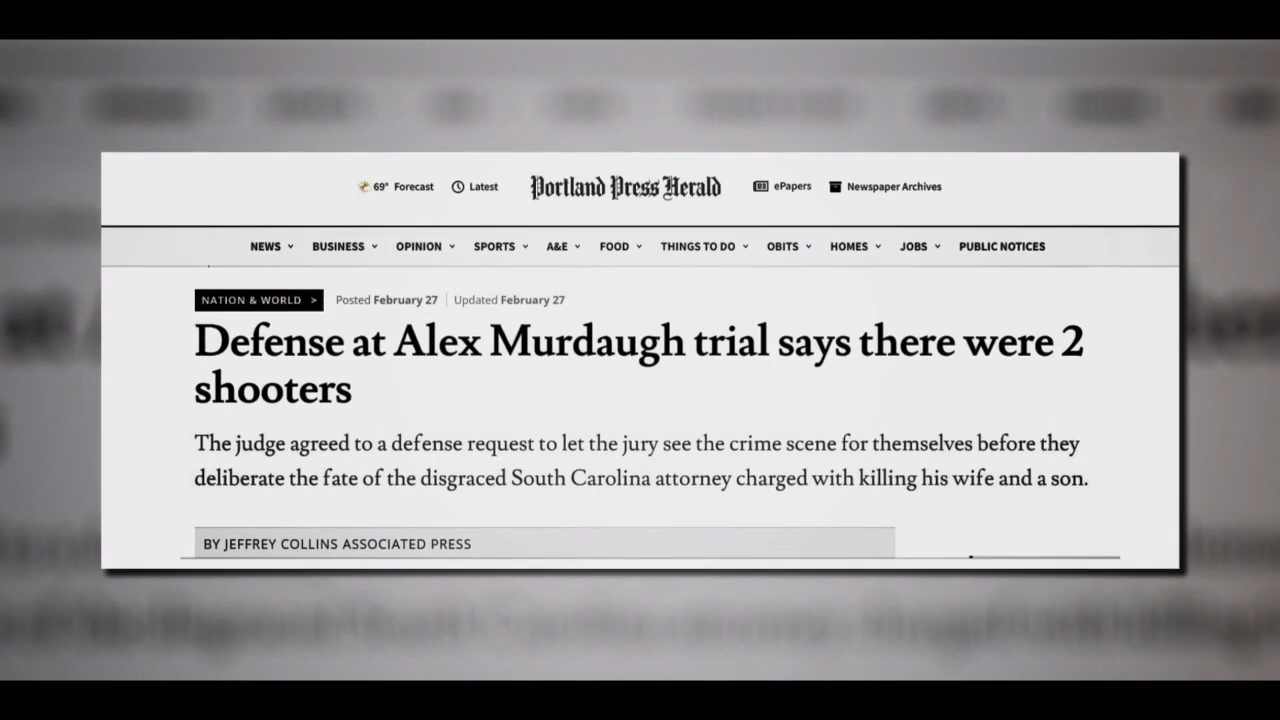 69° Forecast Latest Portland Press Herald ePapers Newspaper Archives
NEWS BUSINESS OPINION SPORTS A&E FOOD THINGS TO DO OBITS HOMES JOBS PUBLIC NOTICES
NATION & WORLD > Posted February 27 Updated February 27
Defense at Alex Murdaugh trial says there were 2
shooters
The judge agreed to a defense request to let the jury see the crime scene for themselves before they
deliberate the fate of the disgraced South Carolina attorney charged with killing his wife and a son.
BY JEFFREY COLLINS ASSOCIATED PRESS